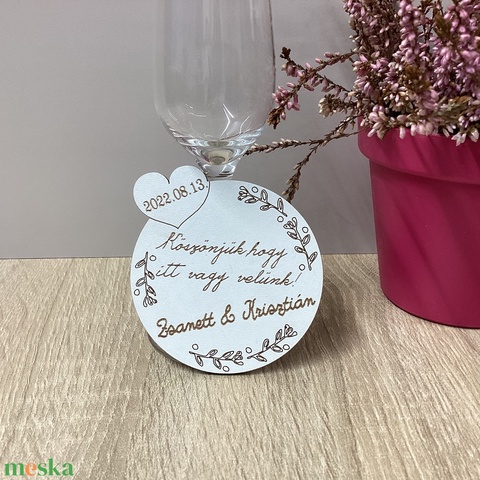 2022.08.13.
Köszönjük, hogy
itt vagy velünk!
Zsanett & Krisztián
meska